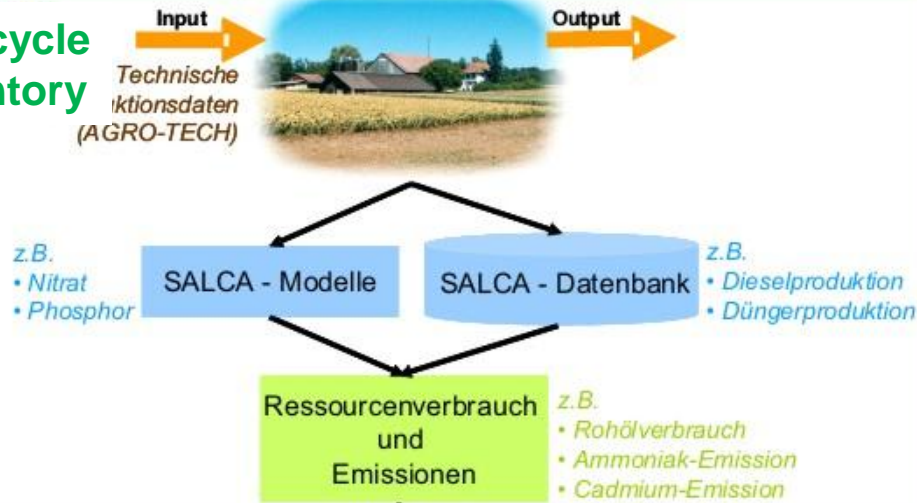 Input
Output
cycle
ntory
Technische
ktionsdaten
(AGRO-TECH)
z.B.
• Nitrat
• Phosphor
SALCA - Modelle
SALCA - Datenbank
z.B.
• Dieselproduktion
• Düngerproduktion
Ressourcenverbrauch
und
Emissionen
z.B.
• Rohölverbrauch
• Ammoniak-Emission
• Cadmium-Emission